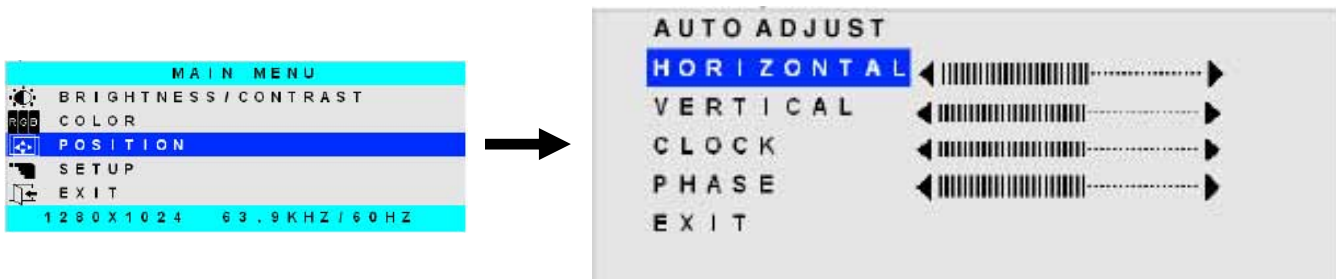 MAIN MENU
BRIGHTNESS/CONTRAST
RGB COLOR
POSITION
SETUP
EXIT
1280X1024 63.9KHZ/60HZ
AUTO ADJUST
HORIZONTAL
VERTICAL
CLOCK
PHASE
EXIT